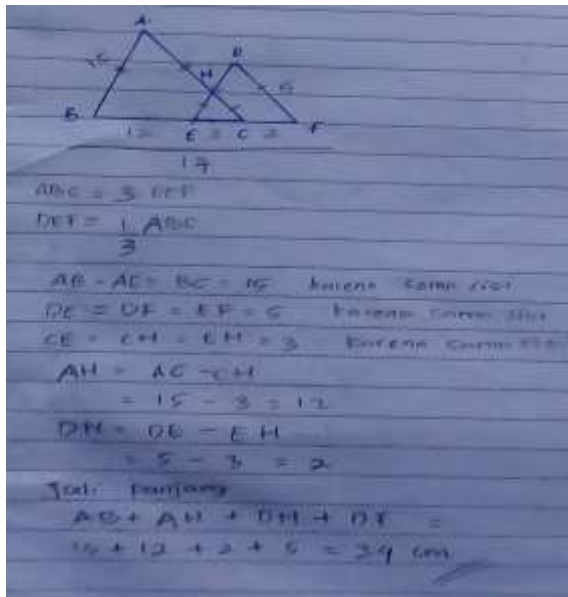 A
15
H
D
5
B
12 E 3 C 2 F
17
ABC = 3 DEF
DEF = 1 ABC
3
AB = AC = BC = 15 karena sama sisi
DE = DF = EF = 5 karena sama sisi
CE = CH = EH = 3 karena sama sisi
AH = AC - CH
= 15 - 3 = 12
DH = DE - EH
= 5 - 3 = 2
Jadi Panjang
AB + AH + DH + DF =
15 + 12 + 2 + 5 = 34 cm